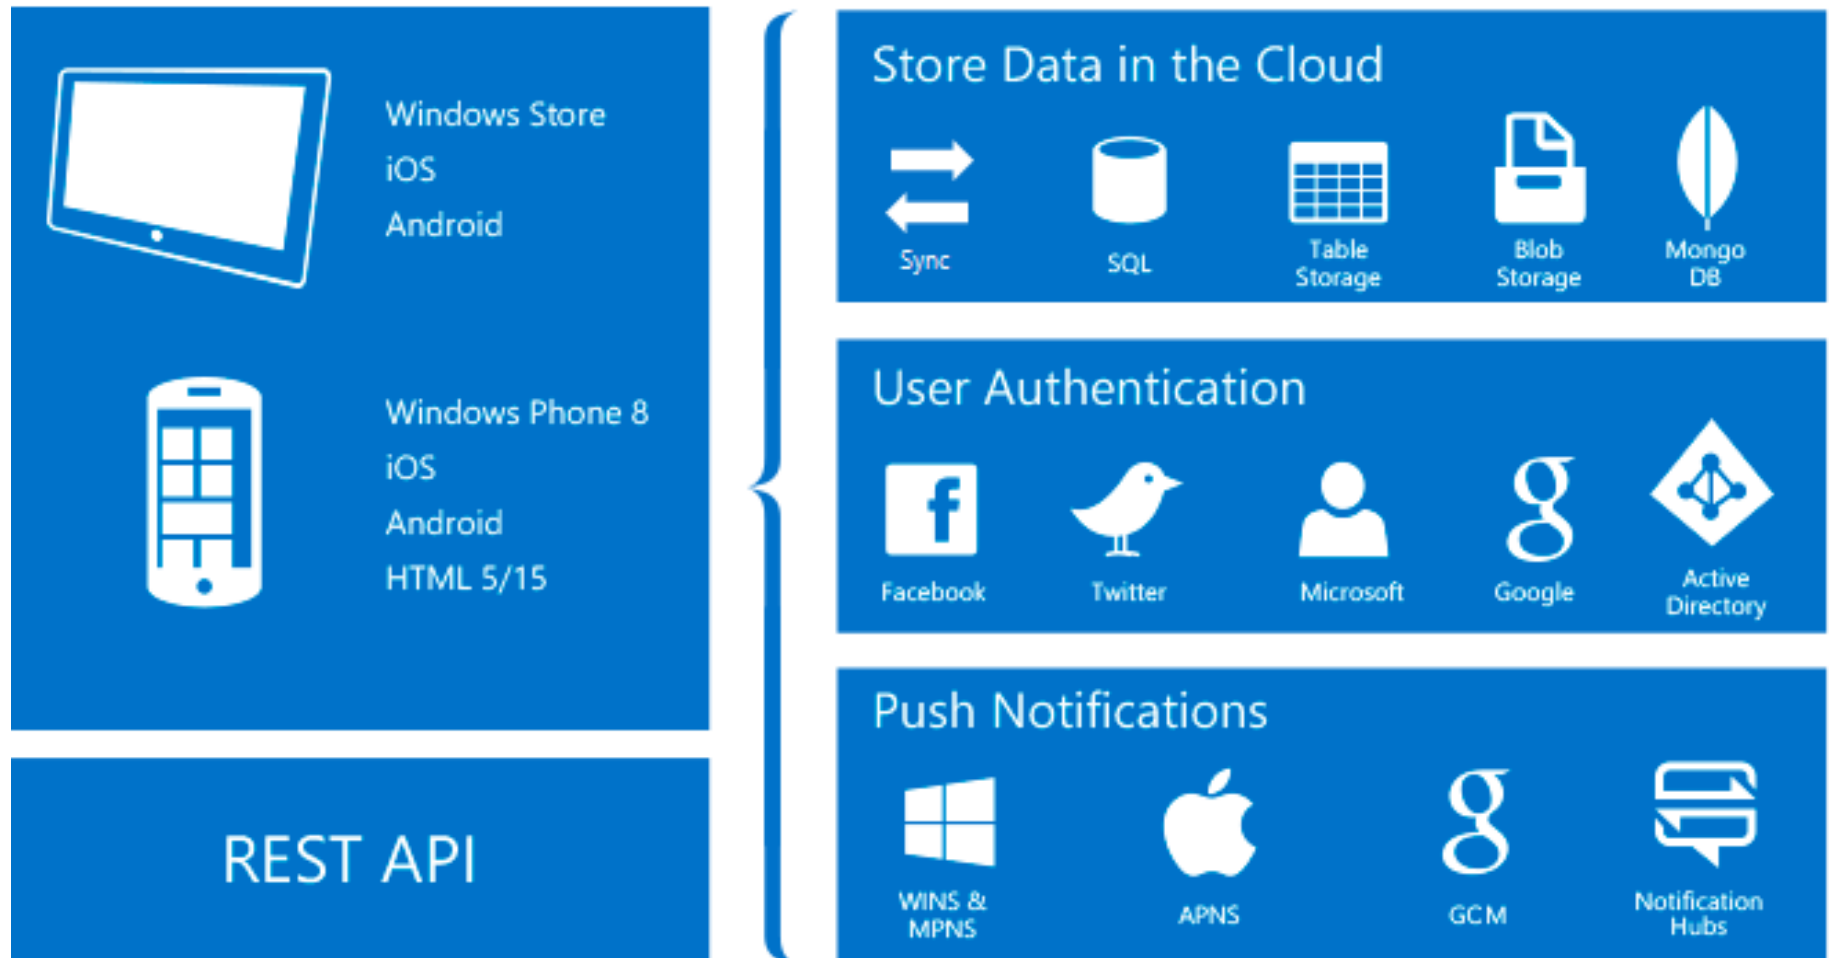 Windows Store
iOS
Android
Windows Phone 8
iOS
Android
HTML 5/15
REST API
Store Data in the Cloud
Sync
SQL
Table
Storage
Blob
Storage
Mongo
DB
User Authentication
Facebook
Twitter
Microsoft
Google
Active
Directory
Push Notifications
WINS &
MPNS
APNS
GCM
Notification
Hubs